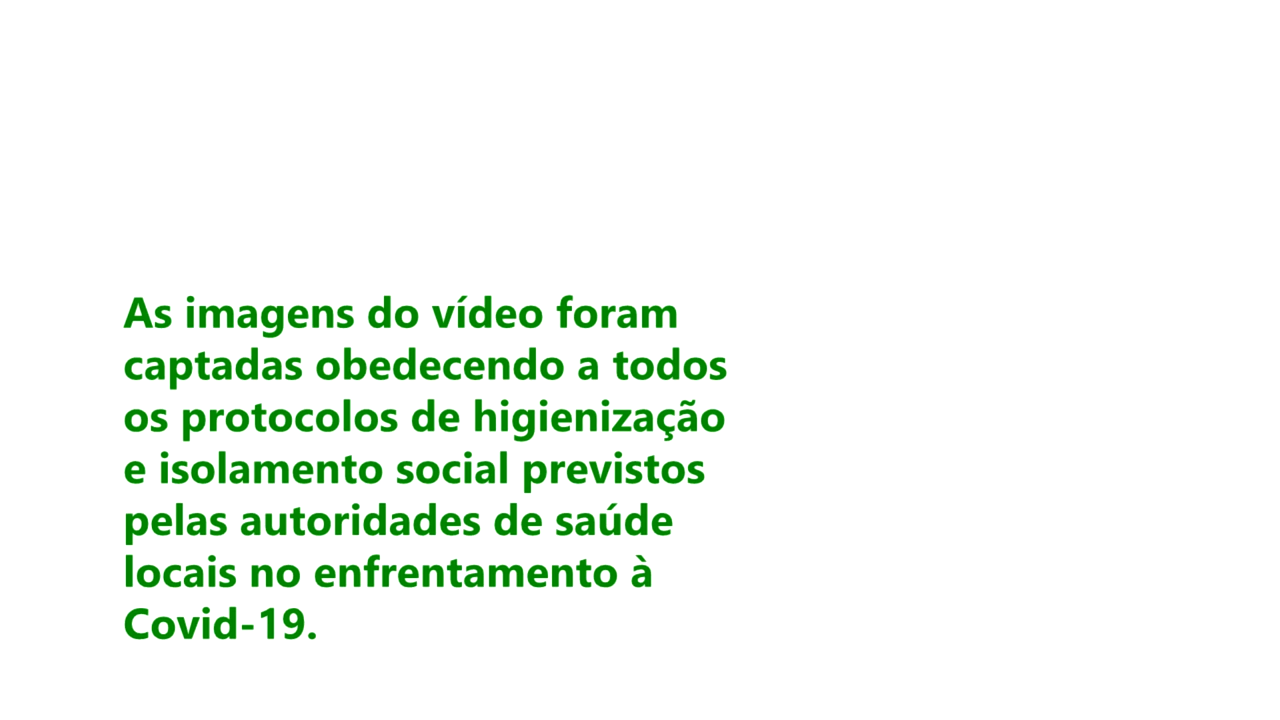 As imagens do vídeo foram
captadas obedecendo a todos
os protocolos de higienização
e isolamento social previstos
pelas autoridades de saúde
locais no enfrentamento à
Covid-19.